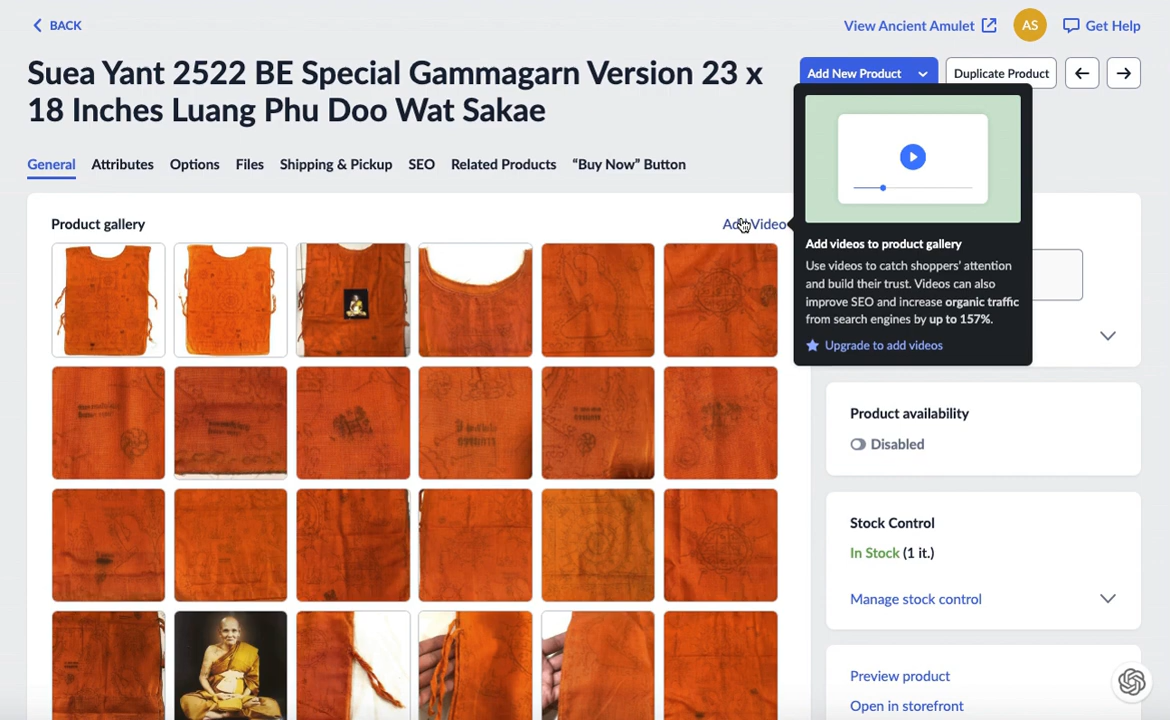 BACK
View Ancient Amulet
AS
Get Help
Suea Yant 2522 BE Special Gammagarn Version 23 x
18 Inches Luang Phu Doo Wat Sakae
Add New Product
Duplicate Product
General
Attributes
Options
Files
Shipping & Pickup
SEO
Related Products
“Buy Now” Button
Product gallery
Add Video
Add videos to product gallery
Use videos to catch shoppers’ attention
and build their trust. Videos can also
improve SEO and increase organic traffic
from search engines by up to 157%.
Upgrade to add videos
Product availability
Disabled
Stock Control
In Stock (1 it.)
Manage stock control
Preview product
Open in storefront